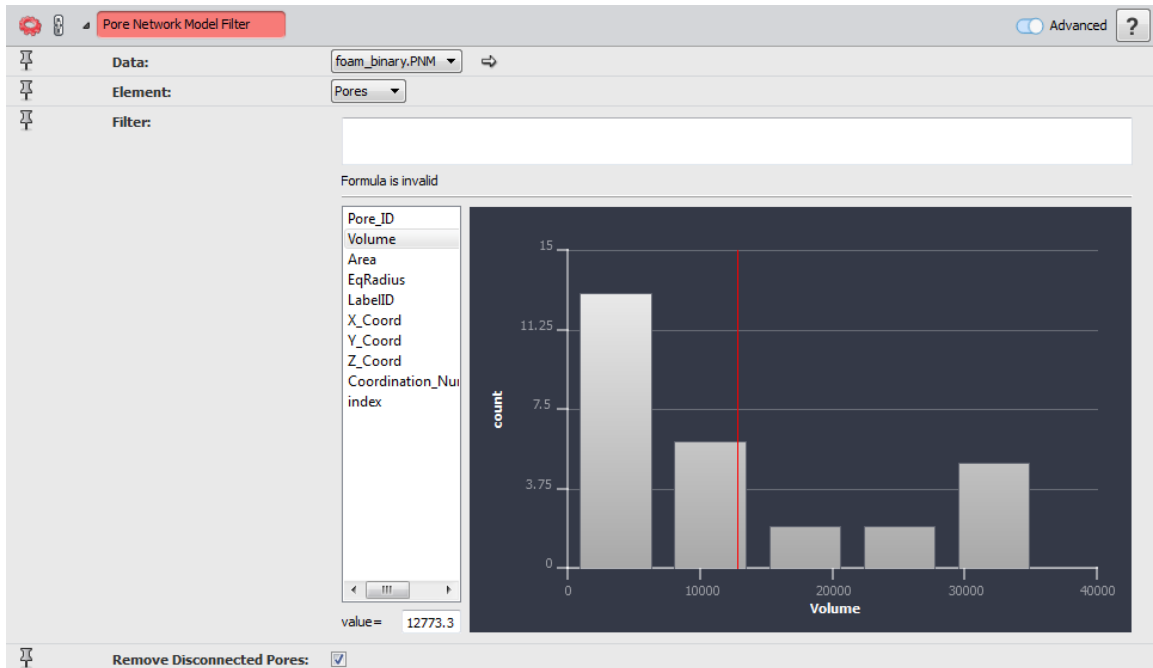 Pore Network Model Filter Advanced ?
Data: foam_binary.PNM
Element: Pores
Filter:
Formula is invalid
Pore_ID
Volume
Area
EqRadius
LabelID
X_Coord
Y_Coord
Z_Coord
Coordination_Nu
index
value= 12773.3
count
15
11.25
7.5
3.75
0
0 10000 20000 30000 40000
Volume
Remove Disconnected Pores: